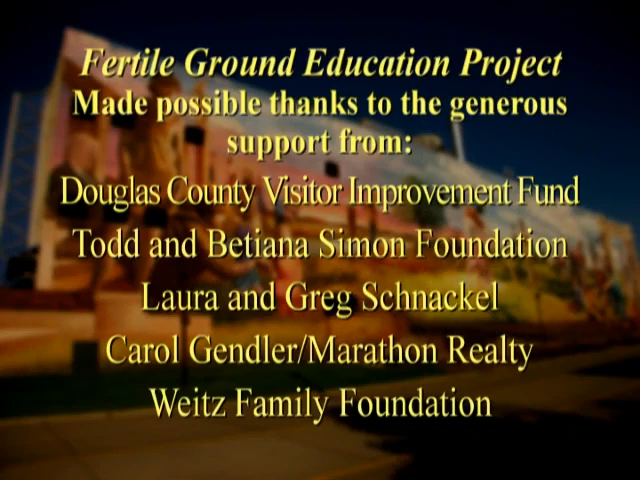 Fertile Ground Education Project
Made possible thanks to the generous
support from:
Douglas County Visitor Improvement Fund
Todd and Betiana Simon Foundation
Laura and Greg Schnackel
Carol Gendler/Marathon Realty
Weitz Family Foundation